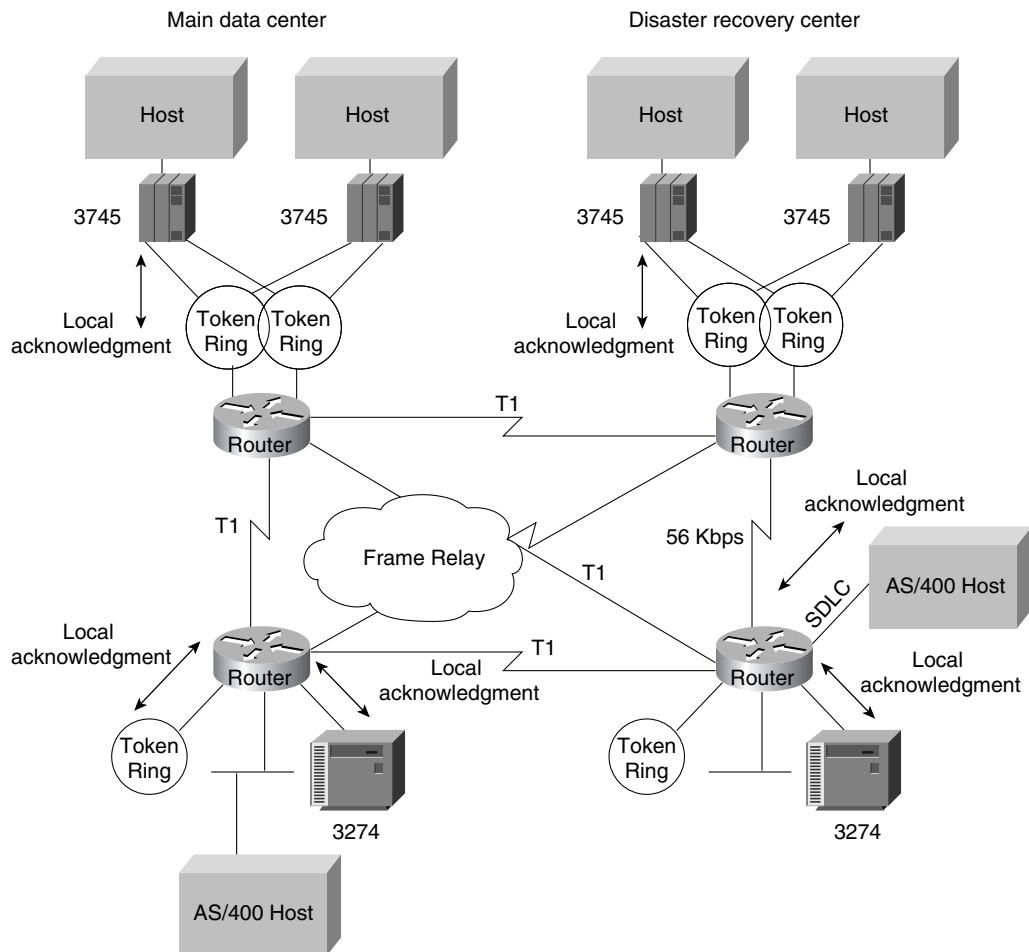 Main data center
Disaster recovery center
Host
Host
Host
Host
3745
3745
3745
3745
Local
acknowledgment
Token
Ring
Token
Ring
Local
acknowledgment
Token
Ring
Token
Ring
T1
Router
Router
T1
Frame Relay
56 Kbps
Local
acknowledgment
T1
SDLC
AS/400 Host
Local
acknowledgment
Router
T1
Local
acknowledgment
Router
Local
acknowledgment
Token
Ring
3274
Token
Ring
3274
AS/400 Host